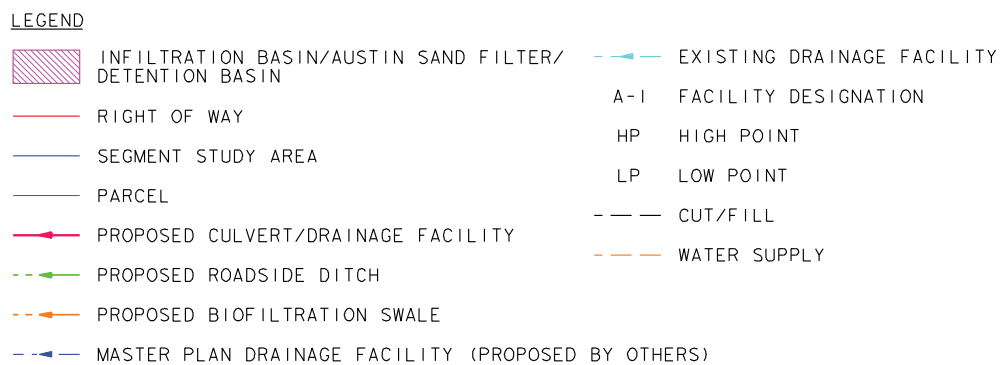 LEGEND
INFILTRATION BASIN/AUSTIN SAND FILTER/
DETENTION BASIN
RIGHT OF WAY
SEGMENT STUDY AREA
PARCEL
PROPOSED CULVERT/DRAINAGE FACILITY
PROPOSED ROADSIDE DITCH
PROPOSED BIOFILTRATION SWALE
MASTER PLAN DRAINAGE FACILITY (PROPOSED BY OTHERS)
EXISTING DRAINAGE FACILITY
A-1 FACILITY DESIGNATION
HP HIGH POINT
LP LOW POINT
CUT/FILL
WATER SUPPLY